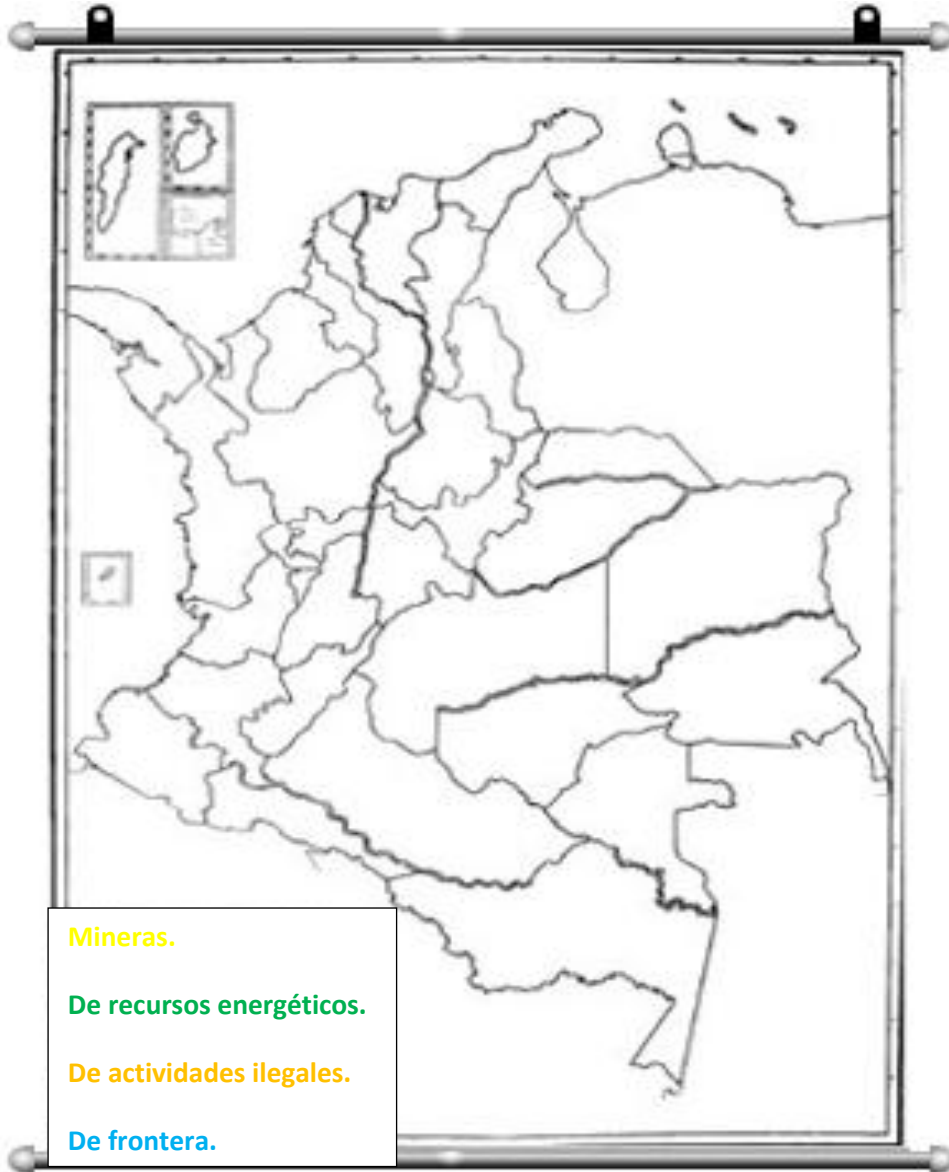 Mineras.
De recursos energéticos.
De actividades ilegales.
De frontera.